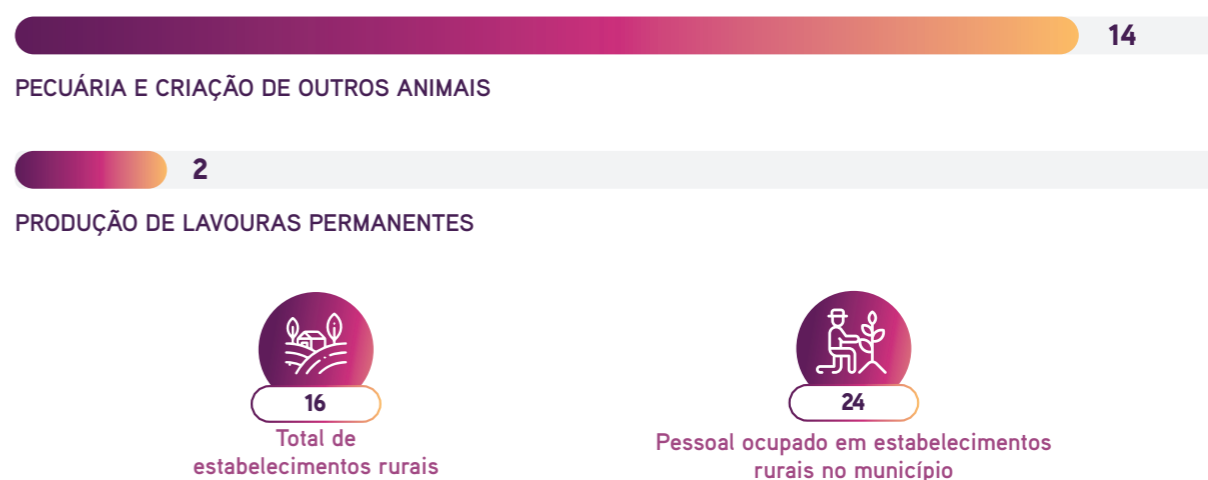 14
PECUÁRIA E CRIAÇÃO DE OUTROS ANIMAIS
2
PRODUÇÃO DE LAVOURAS PERMANENTES
16
Total de
estabelecimentos rurais
24
Pessoal ocupado em estabelecimentos
rurais no município